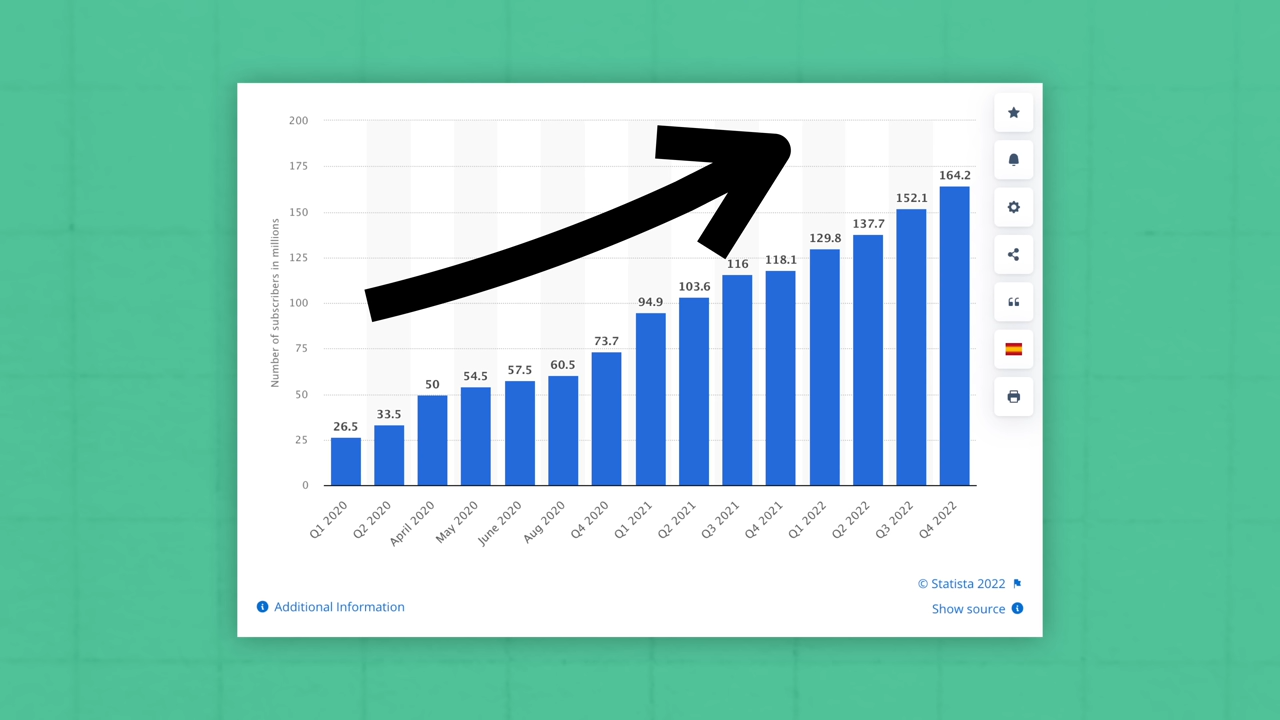 200
175
150
125
100
75
50
25
0
Number of subscribers in millions
26.5
33.5
50
54.5
57.5
60.5
73.7
94.9
103.6
116
118.1
129.8
137.7
152.1
164.2
Q1 2020
Q2 2020
April 2020
May 2020
June 2020
Aug 2020
Q4 2020
Q1 2021
Q2 2021
Q3 2021
Q4 2021
Q1 2022
Q2 2022
Q3 2022
Q4 2022
© Statista 2022
Additional Information
Show source